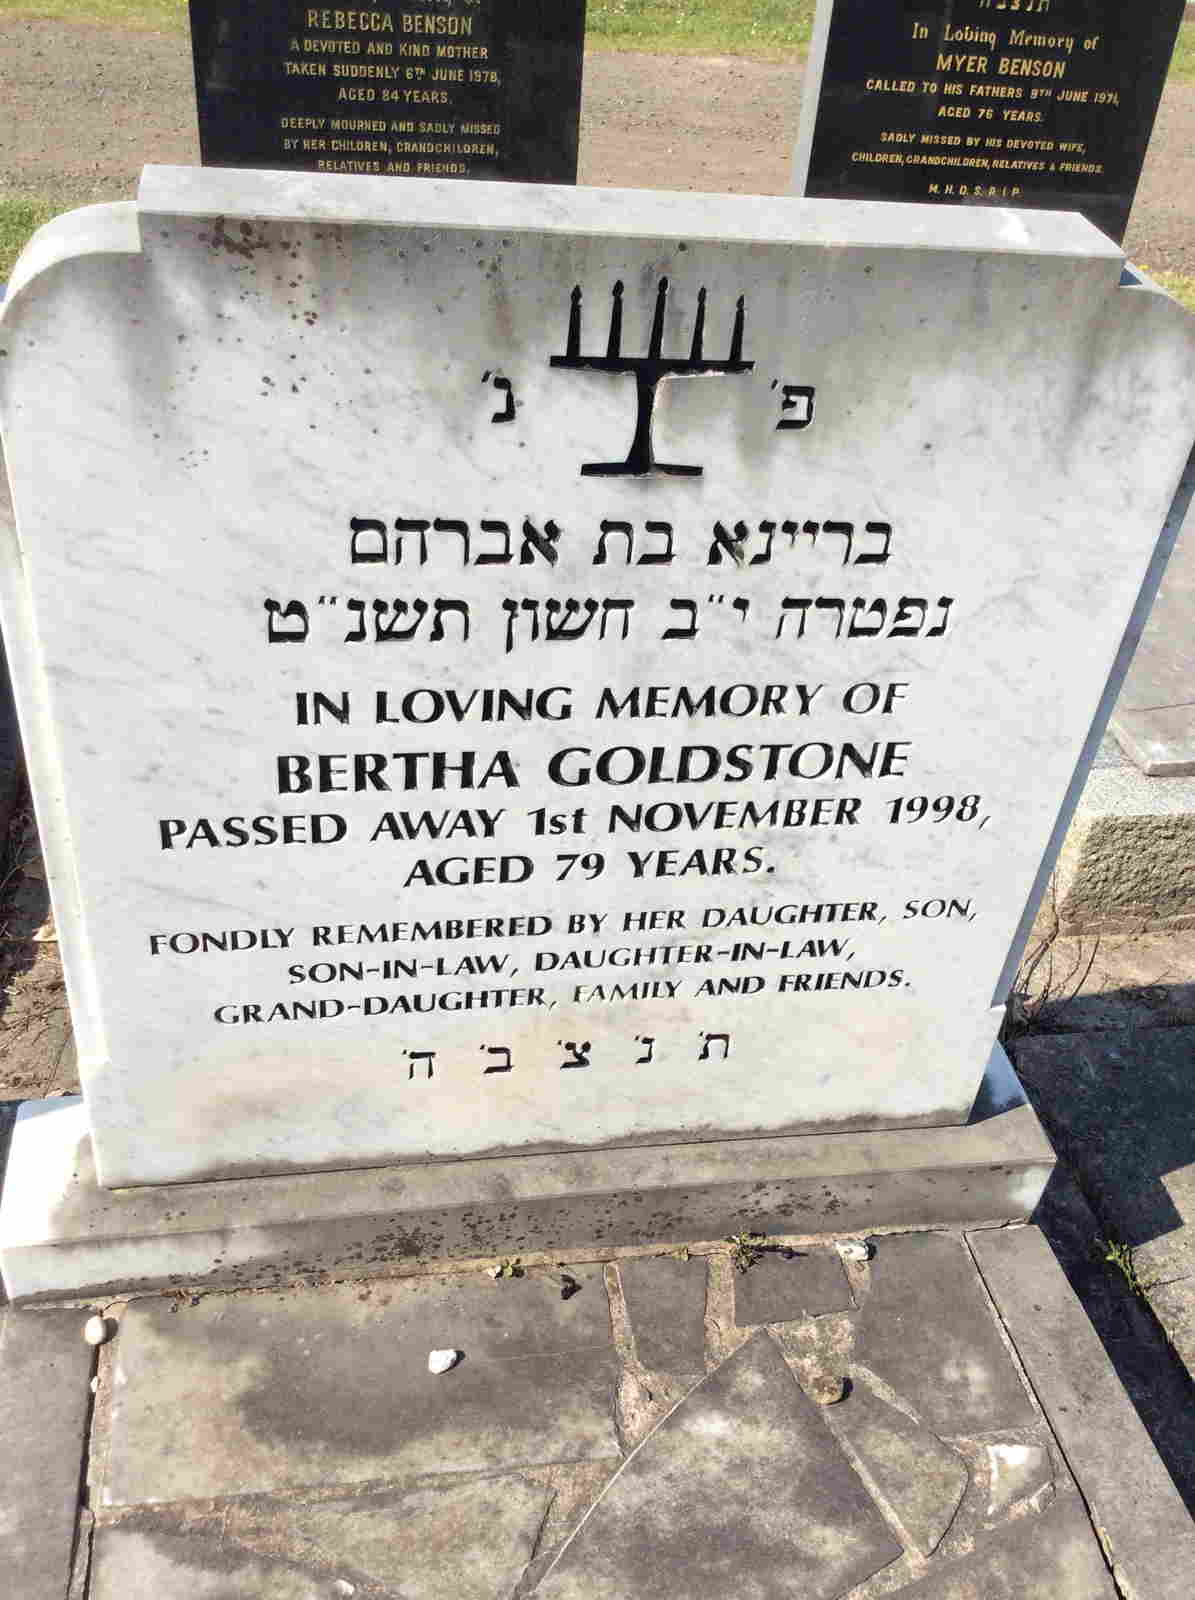 REBECCA BENSON
A DEVOTED AND KIND MOTHER
TAKEN SUDDENLY 6TH JUNE 1978,
AGED 84 YEARS.
DEEPLY MOURNED AND SADLY MISSED
BY HER CHILDREN, GRANDCHILDREN,
RELATIVES AND FRIENDS.
ת נ צ ב ה
In Loving Memory of
MYER BENSON
CALLED TO HIS FATHERS 9TH JUNE 1971,
AGED 76 YEARS.
SADLY MISSED BY HIS DEVOTED WIFE,
CHILDREN, GRANDCHILDREN, RELATIVES & FRIENDS.
M.H.D.S.R.I.P.
פ׳ נ׳
בריינא בת אברהם
נפטרה י״ב חשון תשנ״ט
IN LOVING MEMORY OF
BERTHA GOLDSTONE
PASSED AWAY 1st NOVEMBER 1998,
AGED 79 YEARS.
FONDLY REMEMBERED BY HER DAUGHTER, SON,
SON-IN-LAW, DAUGHTER-IN-LAW,
GRAND-DAUGHTER, FAMILY AND FRIENDS.
ת׳ נ׳ צ׳ ב׳ ה׳